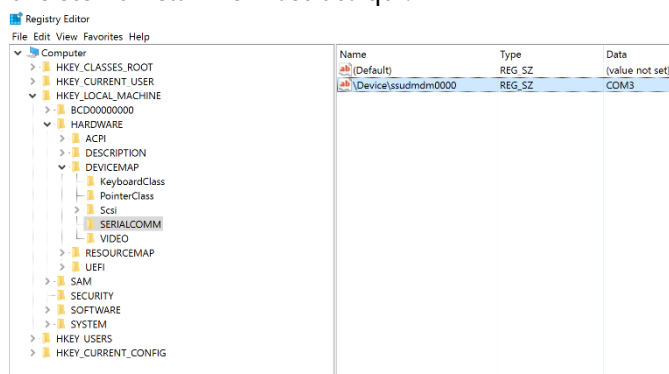 Registry Editor
File Edit View Favorites Help
Computer
HKEY_CLASSES_ROOT
HKEY_CURRENT_USER
HKEY_LOCAL_MACHINE
BCD00000000
HARDWARE
ACPI
DESCRIPTION
DEVICEMAP
KeyboardClass
PointerClass
Scsi
SERIALCOMM
VIDEO
RESOURCEMAP
UEFI
SAM
SECURITY
SOFTWARE
SYSTEM
HKEY_USERS
HKEY_CURRENT_CONFIG
Name Type Data
(Default) REG_SZ (value not set)
\Device\ssudmdm0000 REG_SZ COM3